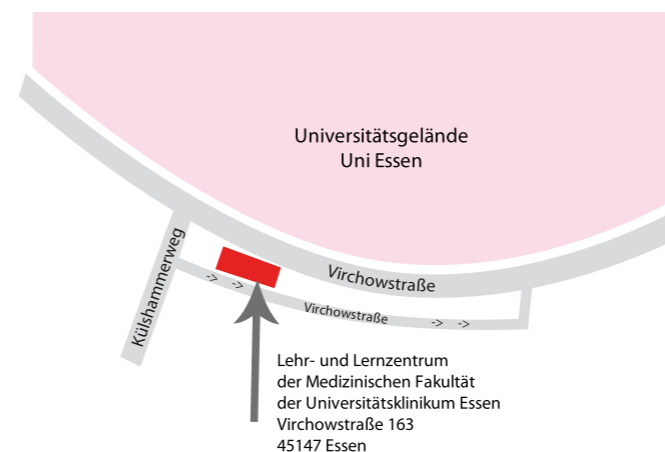 Universitätsgelände
Uni Essen
Külshammerweg
Virchowstraße
-> ->
Virchowstraße
-> ->
Lehr- und Lernzentrum
der Medizinischen Fakultät
der Universitätsklinikum Essen
Virchowstraße 163
45147 Essen